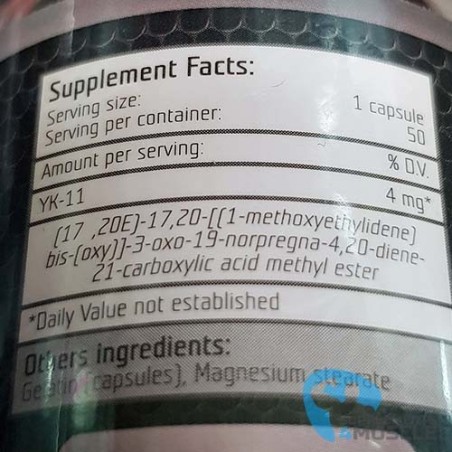 Supplement Facts:
Serving size: 1 capsule
Serving per container: 50
Amount per serving: % D.V.
YK-11 4 mg*
(17 ,20E)-17,20-[(1-methoxyethylidene)
bis-(oxy)]-3-oxo-19-norpregna-4,20-diene-
21-carboxylic acid methyl ester
*Daily Value not established
Others ingredients:
Gelatin (capsules), Magnesium stearate